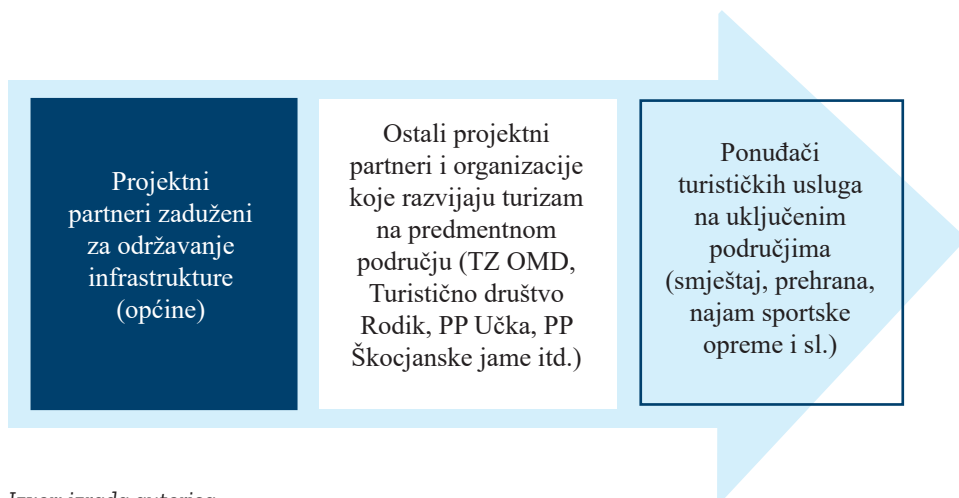 Projektni
partneri zaduženi
za održavanje
infrastrukture
(općine)
Ostali projektni
partneri i organizacije
koje razvijaju turizam
na predmentnom
području (TZ OMD,
Turistično društvo
Rodik, PP Učka, PP
Škocjanske jame itd.)
Ponuđači
turističkih usluga
na uključenim
područjima
(smještaj, prehrana,
najam sportske
opreme i sl.)